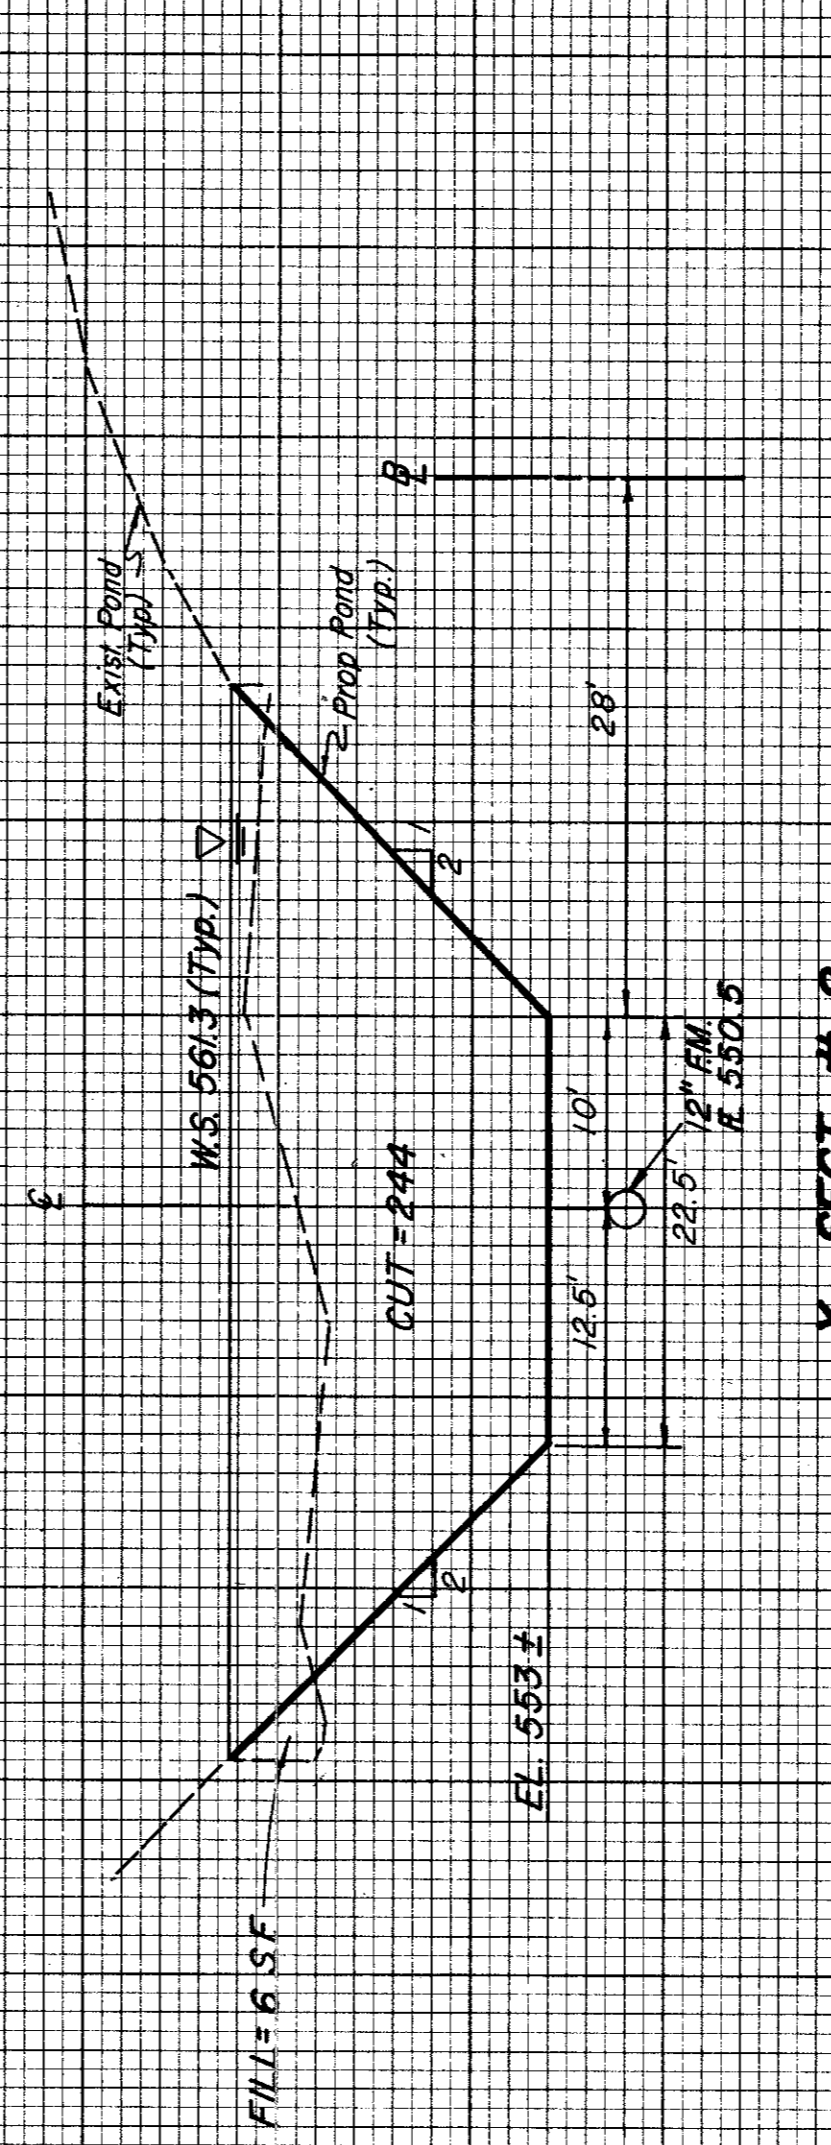 ℄
W.S. 561.3 (Typ.)
Exist. Pond
(Typ.)
℄B
Prop Pond
(Typ.)
FILL = 6 SF
CUT = 244
1
2
1
2
EL. 553 ±
12.5'
10'
28'
22.5'
12" F.M.
550.5